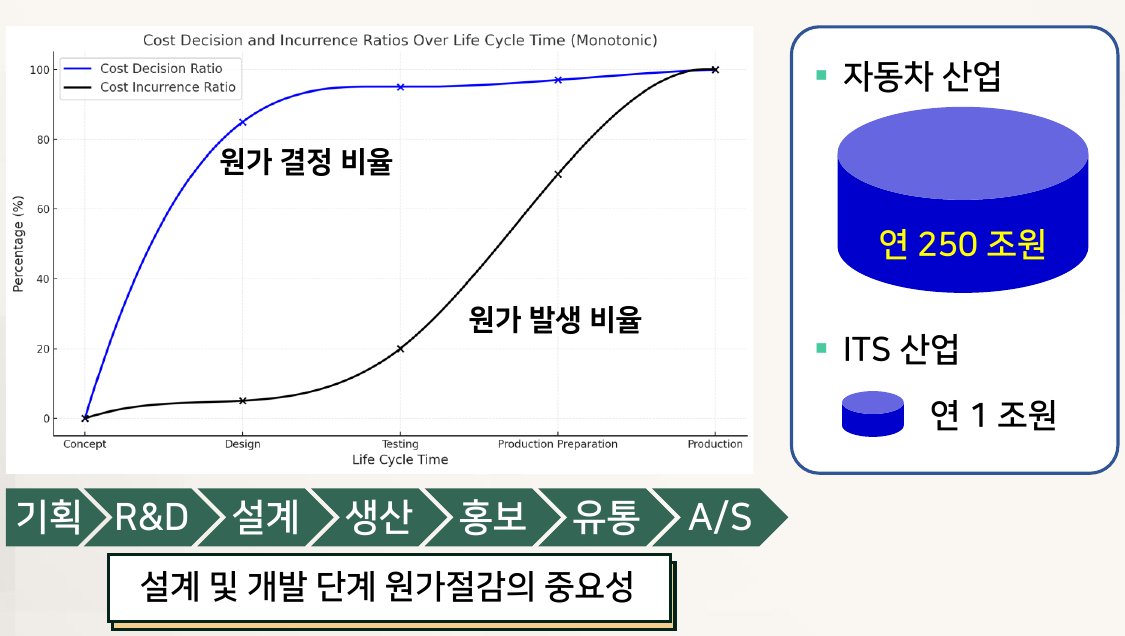 Cost Decision and Incurrence Ratios Over Life Cycle Time (Monotonic)
Cost Decision Ratio
Cost Incurrence Ratio
Percentage (%)
100
80
60
40
20
0
원가 결정 비율
원가 발생 비율
Concept
Design
Testing
Production Preparation
Production
Life Cycle Time
자동차 산업
연 250 조원
ITS 산업
연 1 조원
기획
R&D
설계
생산
홍보
유통
A/S
설계 및 개발 단계 원가절감의 중요성